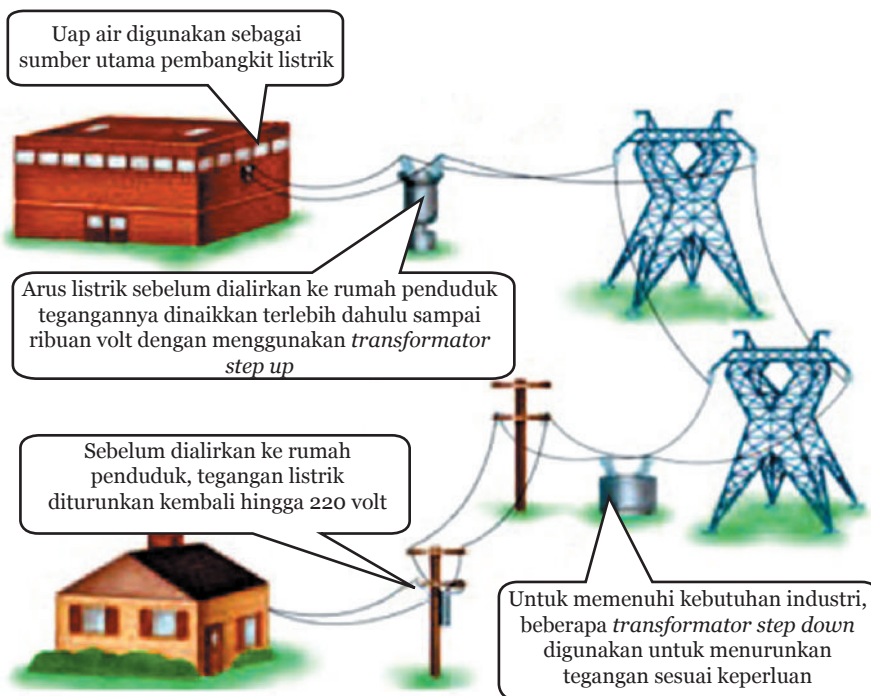 Uap air digunakan sebagai
sumber utama pembangkit listrik
Arus listrik sebelum dialirkan ke rumah penduduk
tegangannya dinaikkan terlebih dahulu sampai
ribuan volt dengan menggunakan transformator
step up
Sebelum dialirkan ke rumah
penduduk, tegangan listrik
diturunkan kembali hingga 220 volt
Untuk memenuhi kebutuhan industri,
beberapa transformator step down
digunakan untuk menurunkan
tegangan sesuai keperluan